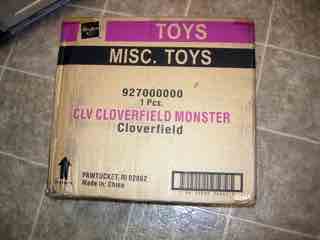 TOYS
MISC. TOYS
927000000
1 Pcs.
CLV CLOVERFIELD MONSTER
Cloverfield
PAWTUCKET, RI 02862
Made in: China